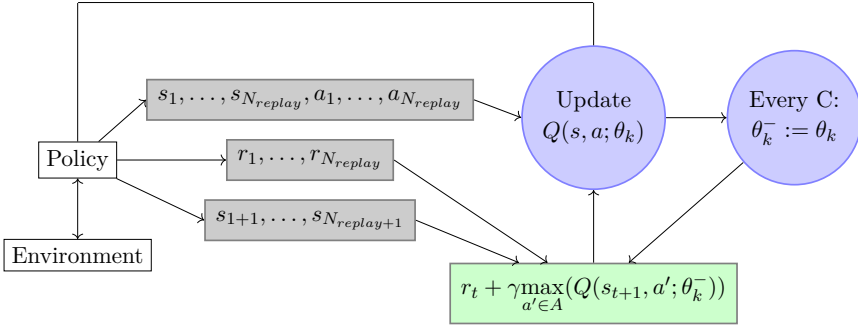 s_1, . . . , s_{N_{replay}}, a_1, . . . , a_{N_{replay}}
Update
Q(s, a; θ_k)
Every C:
θ_k^- := θ_k
Policy
r_1, . . . , r_{N_{replay}}
s_{1+1}, . . . , s_{N_{replay+1}}
Environment
r_t + γ max_{a'∈A}(Q(s_{t+1}, a'; θ_k^-))